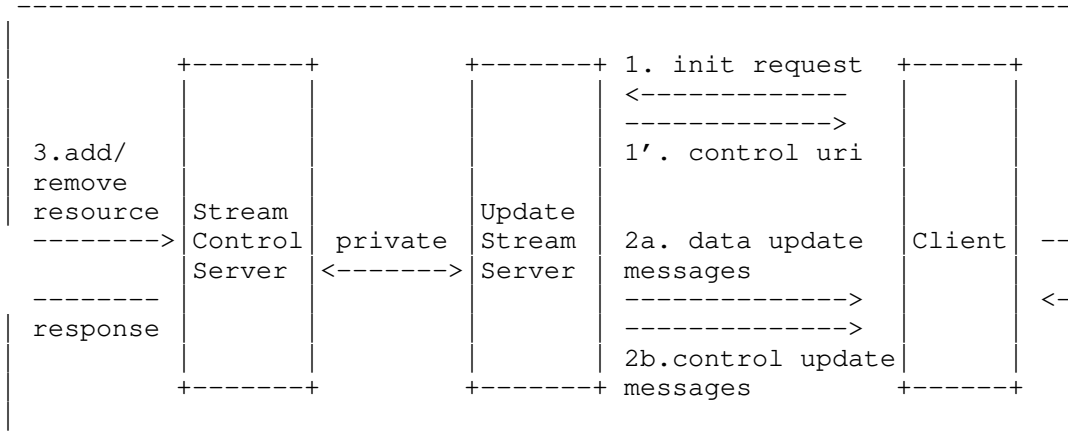 1. init request
3.add/ 1'. control uri
remove
resource Stream Update
Control private Stream 2a. data update Client
Server Server messages
response
2b.control update
messages